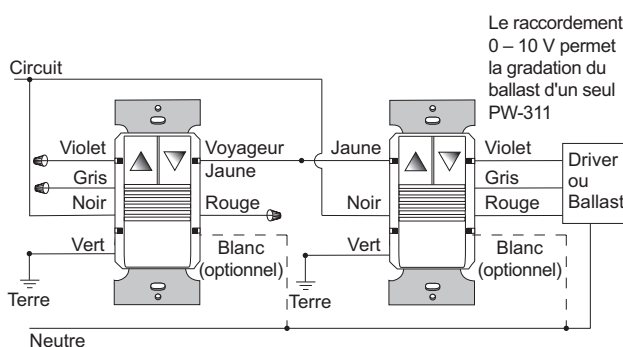 Le raccordement
0 – 10 V permet
la gradation du
ballast d'un seul
PW-311
Circuit
Violet
Voyageur
Jaune
Jaune
Violet
Gris
Gris
Noir
Rouge
Noir
Rouge
Driver
ou
Ballast
Vert
Blanc
(optionnel)
Vert
Blanc
(optionnel)
Terre
Terre
Neutre